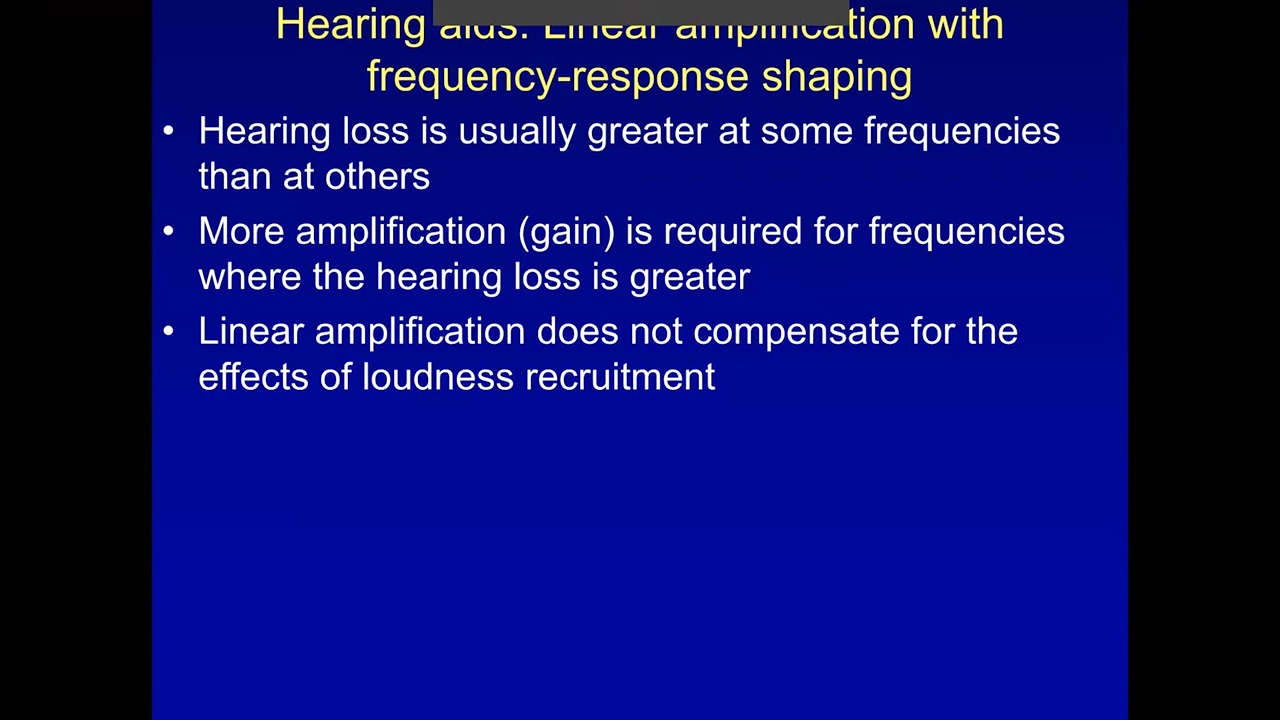 Hearing aids: Linear amplification with
frequency-response shaping
• Hearing loss is usually greater at some frequencies
than at others
• More amplification (gain) is required for frequencies
where the hearing loss is greater
• Linear amplification does not compensate for the
effects of loudness recruitment